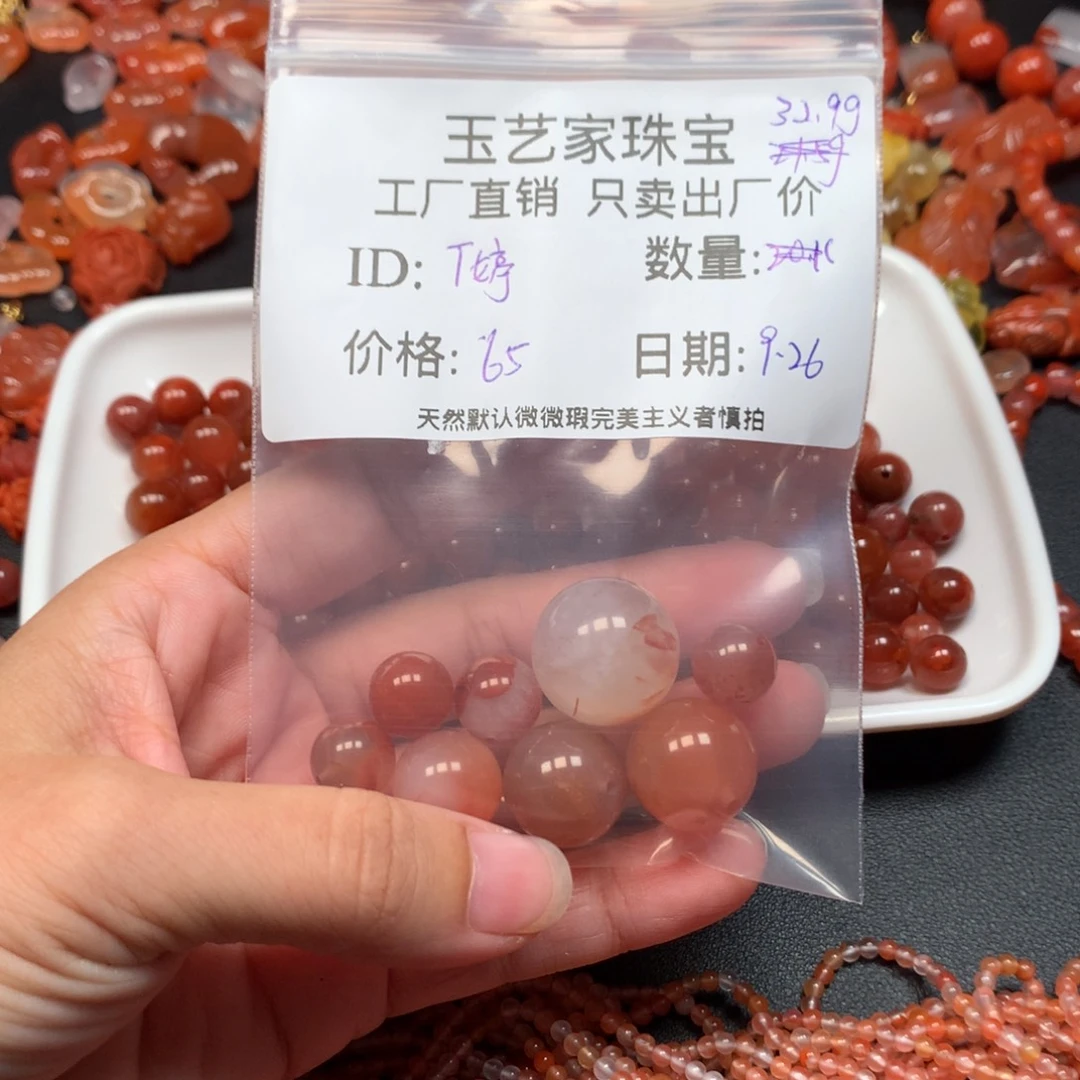 玉艺家珠宝 32.99
工厂直销 只卖出厂价
ID: T婷 数量:
价格: 65 日期: 9.26
天然默认微微瑕完美主义者慎拍